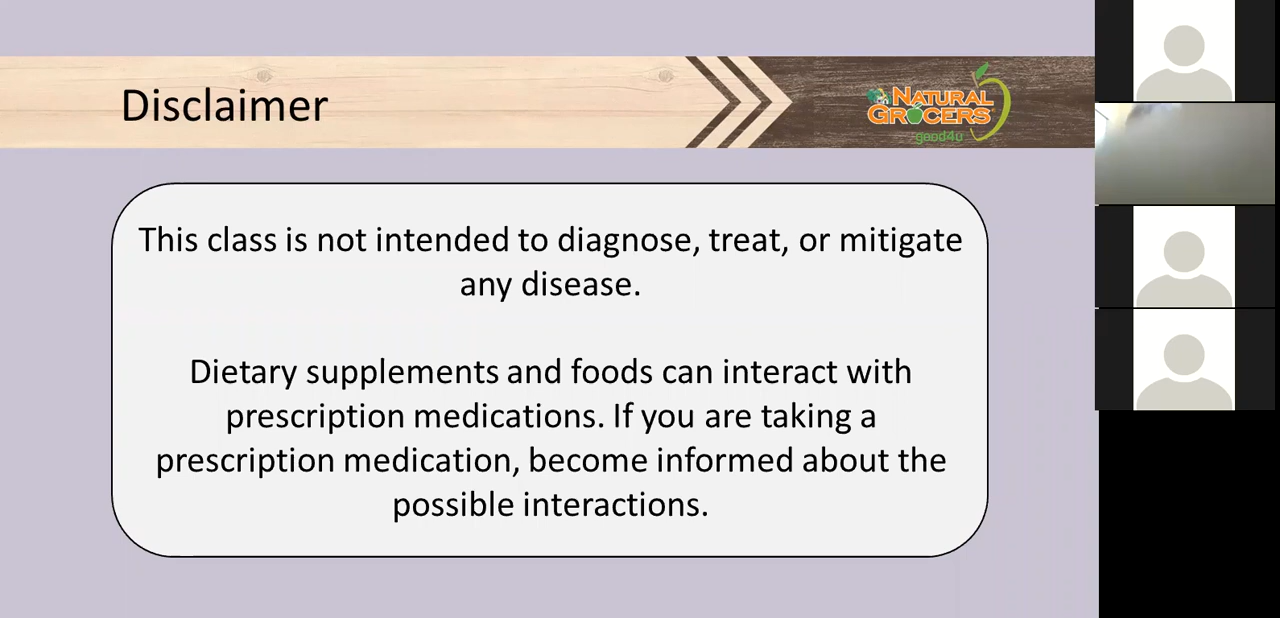 Disclaimer
NATURAL
GROCERS
good4u
This class is not intended to diagnose, treat, or mitigate
any disease.
Dietary supplements and foods can interact with
prescription medications. If you are taking a
prescription medication, become informed about the
possible interactions.